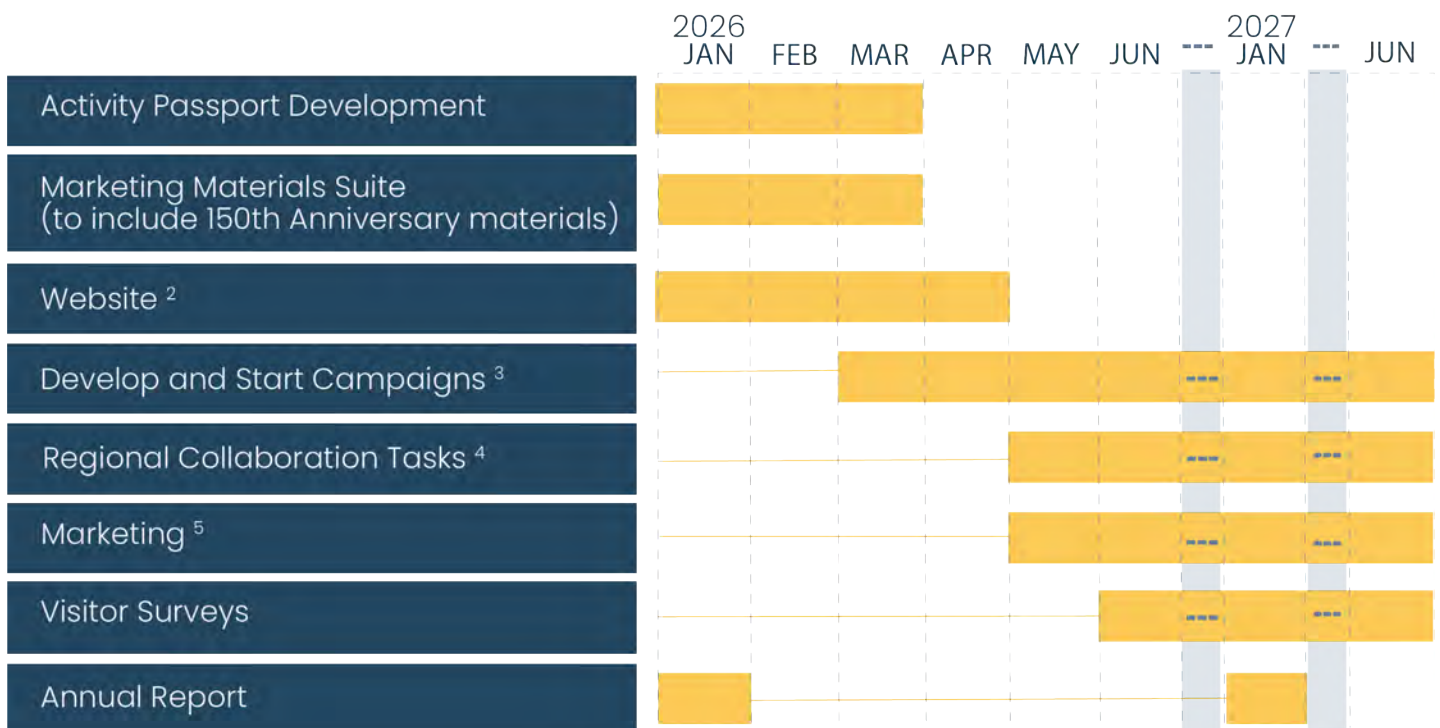 2026 2027
JAN FEB MAR APR MAY JUN --- JAN --- JUN
Activity Passport Development
Marketing Materials Suite
(to include 150th Anniversary materials)
Website ²
Develop and Start Campaigns ³
--- ---
Regional Collaboration Tasks ⁴
--- ---
Marketing ⁵
--- ---
Visitor Surveys
--- ---
Annual Report